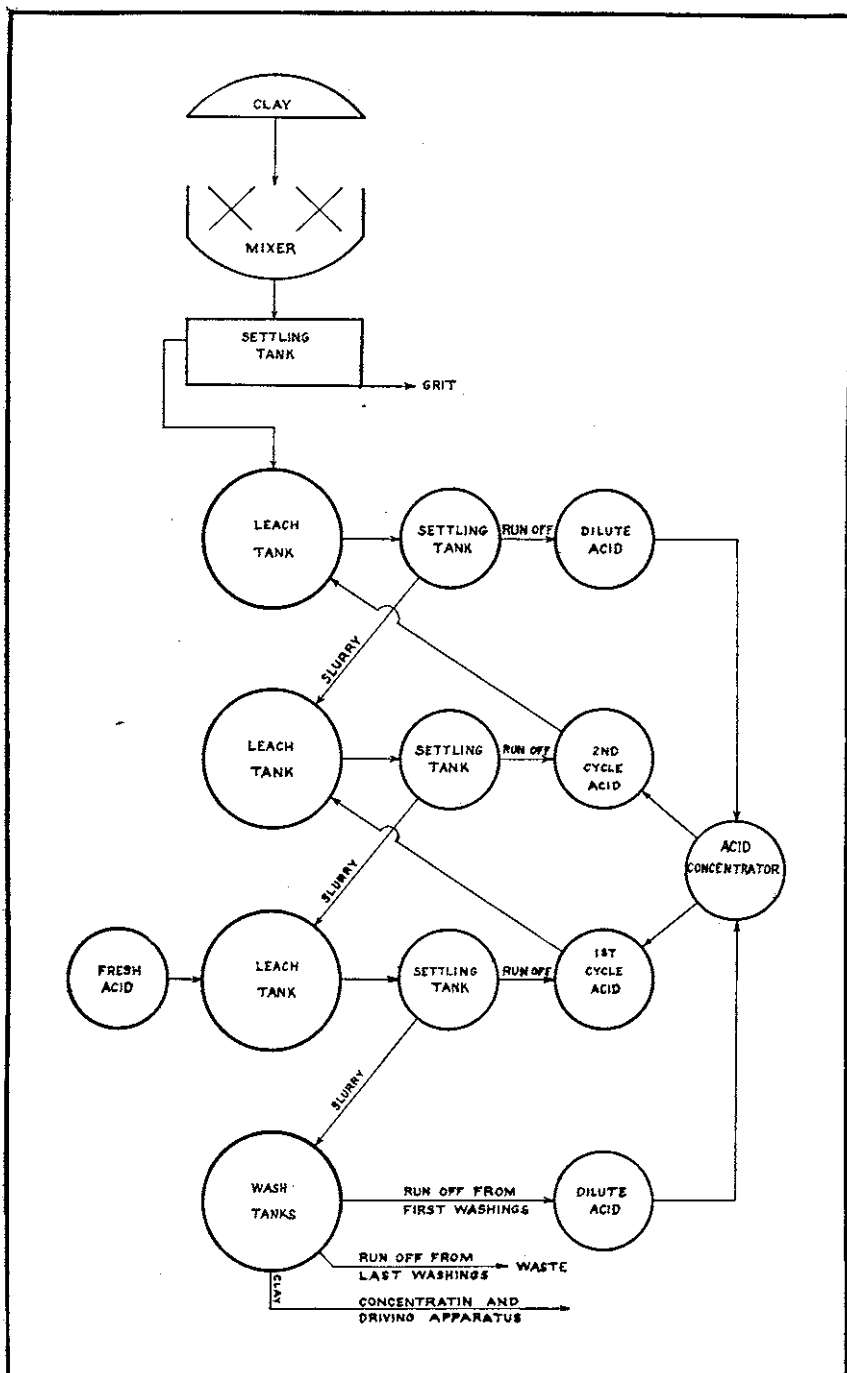 CLAY
MIXER
SETTLING
TANK
GRIT
LEACH
TANK
SETTLING
TANK
RUN OFF
DILUTE
ACID
SLURRY
LEACH
TANK
SETTLING
TANK
RUN OFF
2ND
CYCLE
ACID
ACID
CONCENTRATOR
SLURRY
FRESH
ACID
LEACH
TANK
SETTLING
TANK
RUN OFF
1ST
CYCLE
ACID
SLURRY
WASH
TANKS
RUN OFF FROM
FIRST WASHINGS
DILUTE
ACID
RUN OFF FROM
LAST WASHINGS
WASTE
CLAY
CONCENTRATIN AND
DRIVING APPARATUS